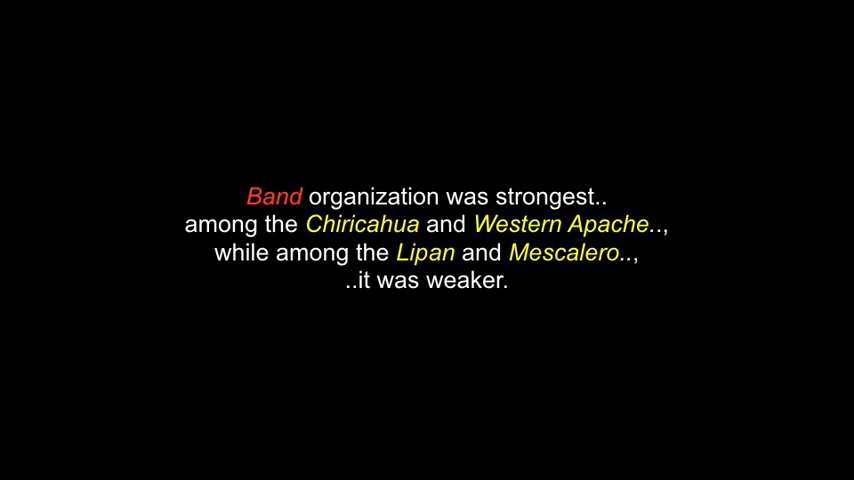 Band organization was strongest..
among the Chiricahua and Western Apache..,
while among the Lipan and Mescalero..,
..it was weaker.